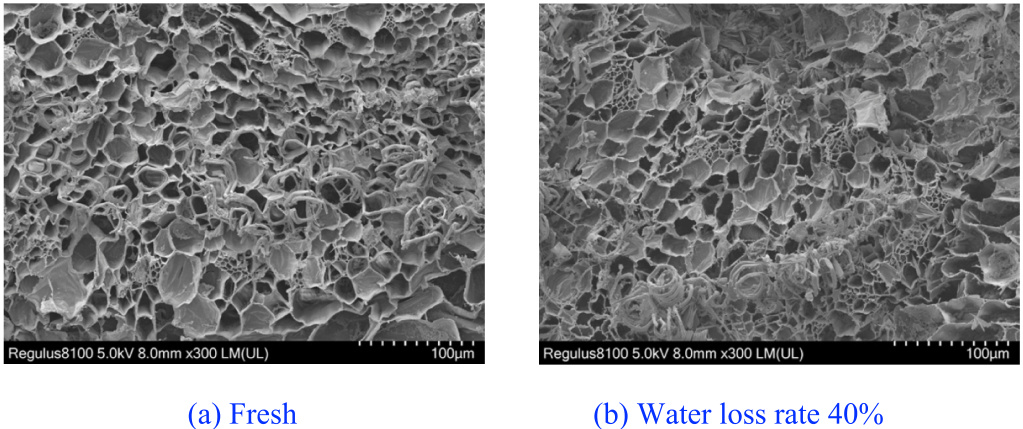 Regulus8100 5.0kV 8.0mm x300 LM(UL) 100μm
Regulus8100 5.0kV 8.0mm x300 LM(UL) 100μm
(a) Fresh
(b) Water loss rate 40%